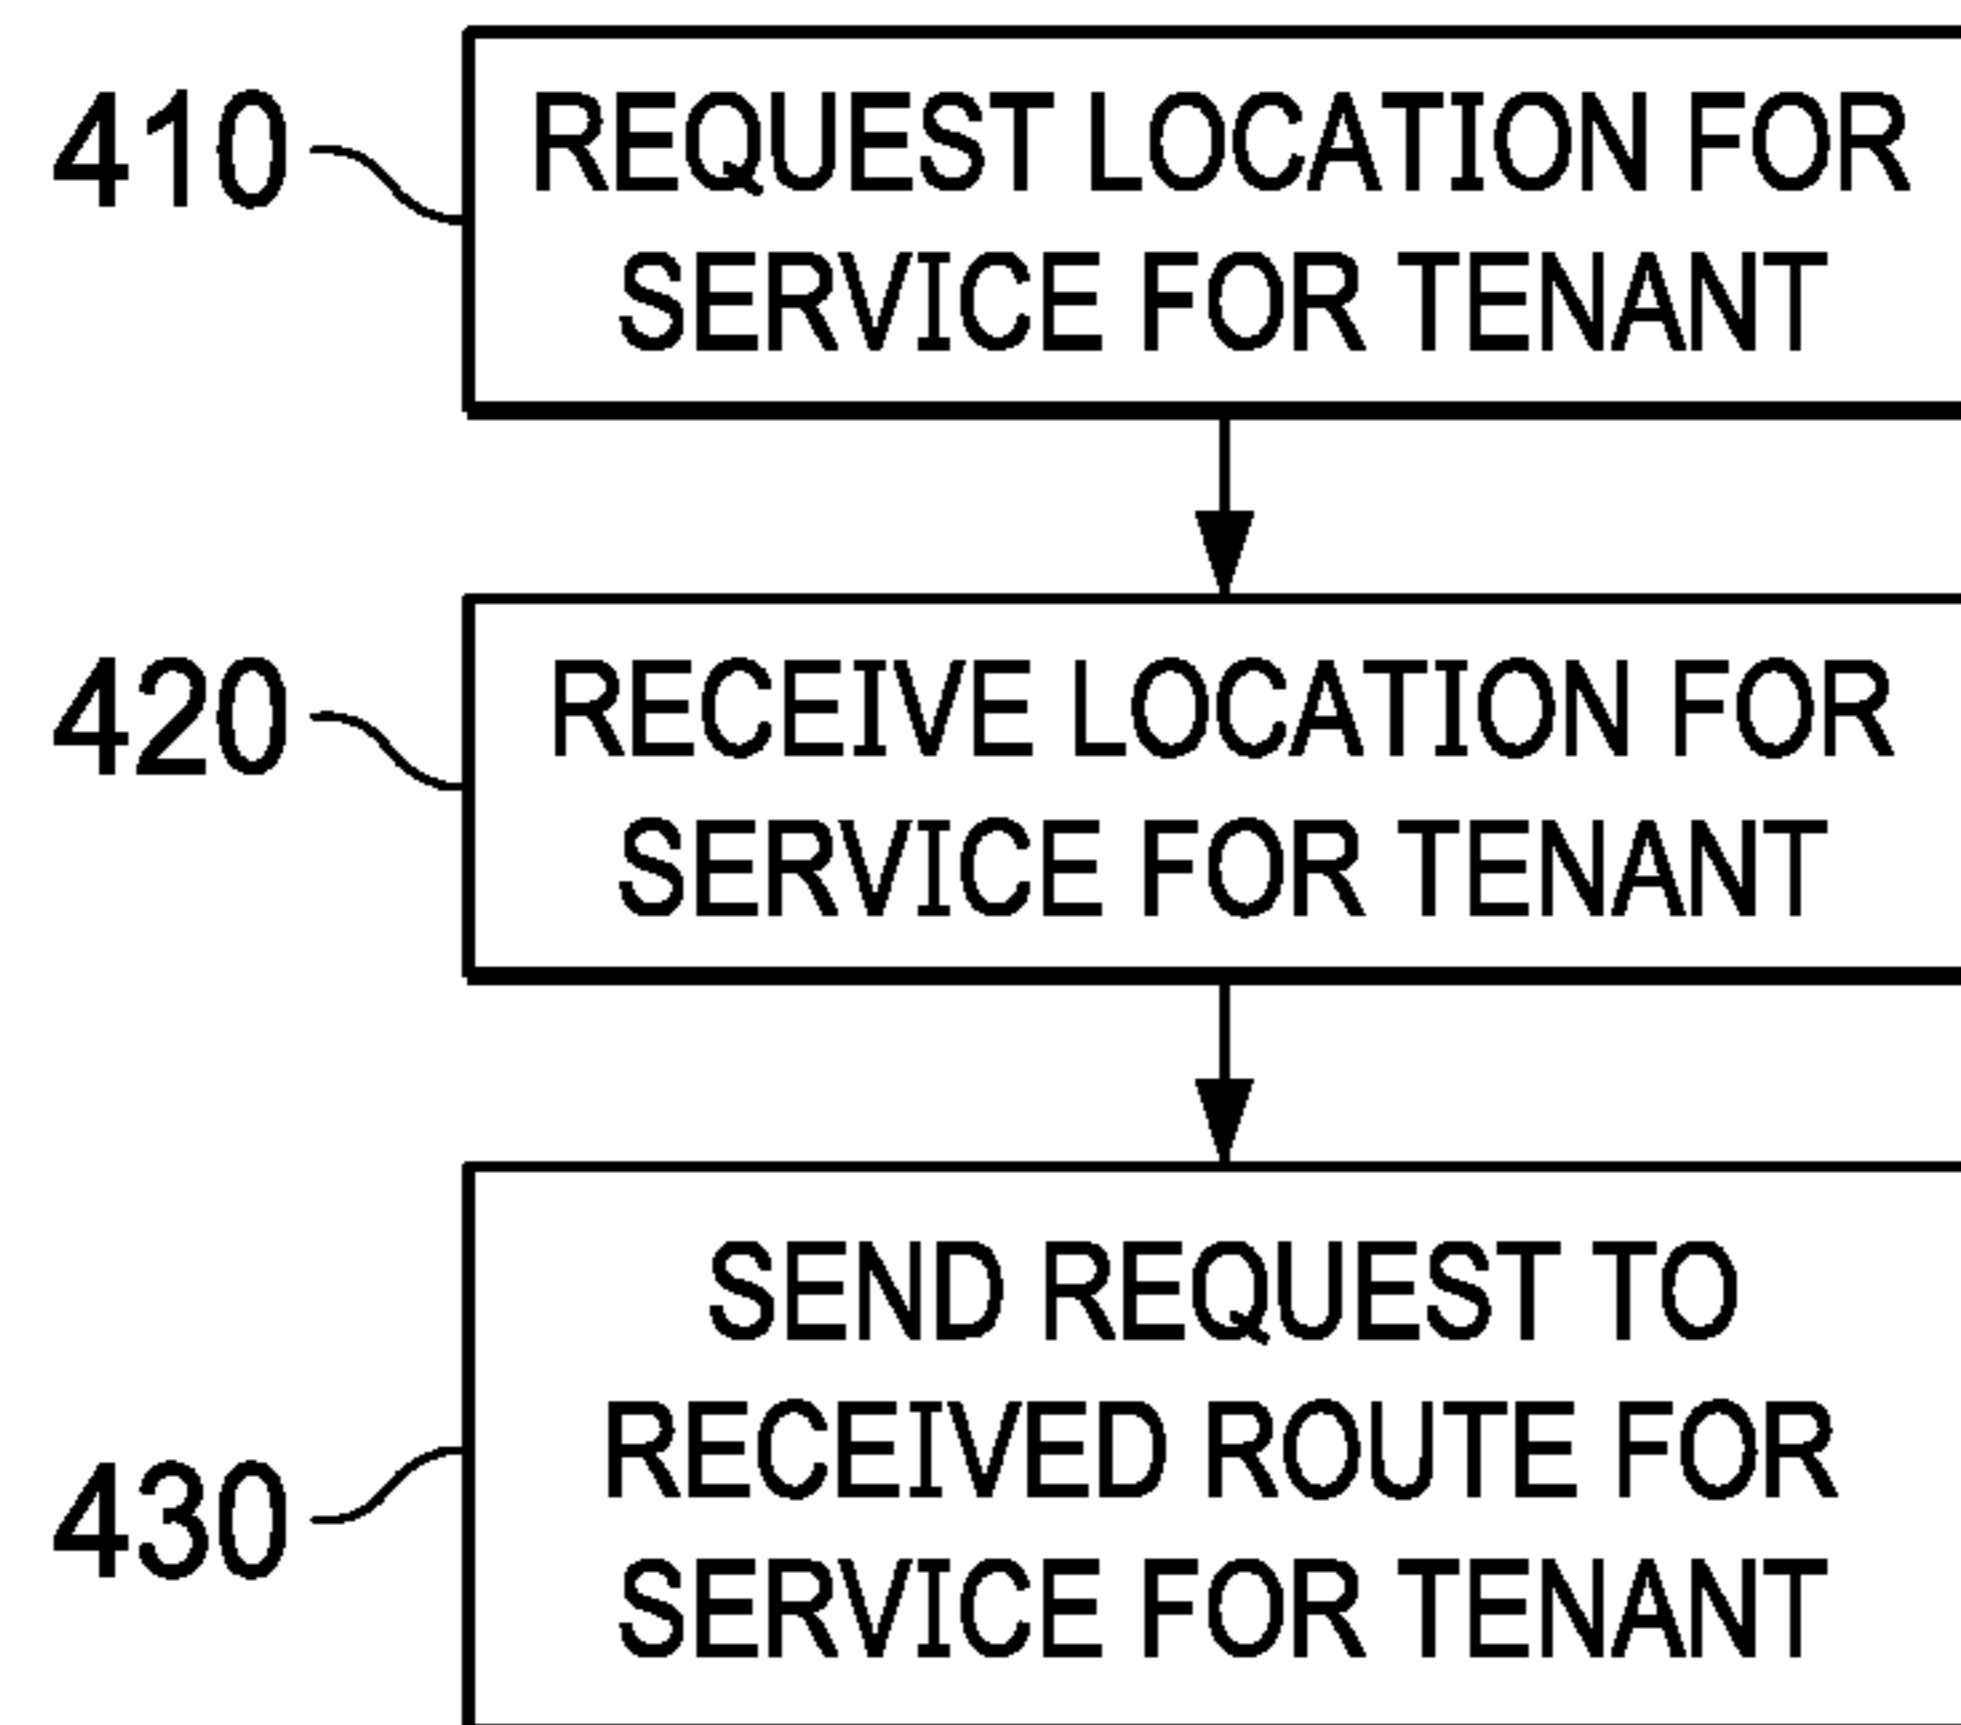 410
REQUEST LOCATION FOR
SERVICE FOR TENANT
420
RECEIVE LOCATION FOR
SERVICE FOR TENANT
430
SEND REQUEST TO
RECEIVED ROUTE FOR
SERVICE FOR TENANT